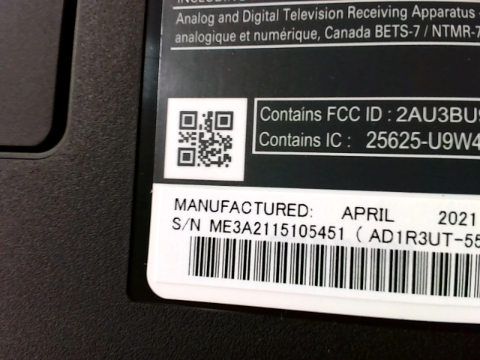 Analog and Digital Television Receiving Apparatus
analogique et numérique, Canada BETS-7 / NTMR-7
Contains FCC ID : 2AU3BU9
Contains IC : 25625-U9W4
MANUFACTURED: APRIL 2021
S/N ME3A2115105451 ( AD1R3UT-55